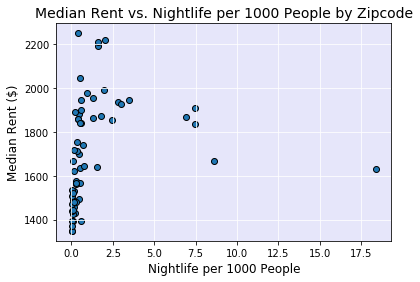 Median Rent vs. Nightlife per 1000 People by Zipcode
Median Rent ($)
2200
2000
1800
1600
1400
0.0 2.5 5.0 7.5 10.0 12.5 15.0 17.5
Nightlife per 1000 People